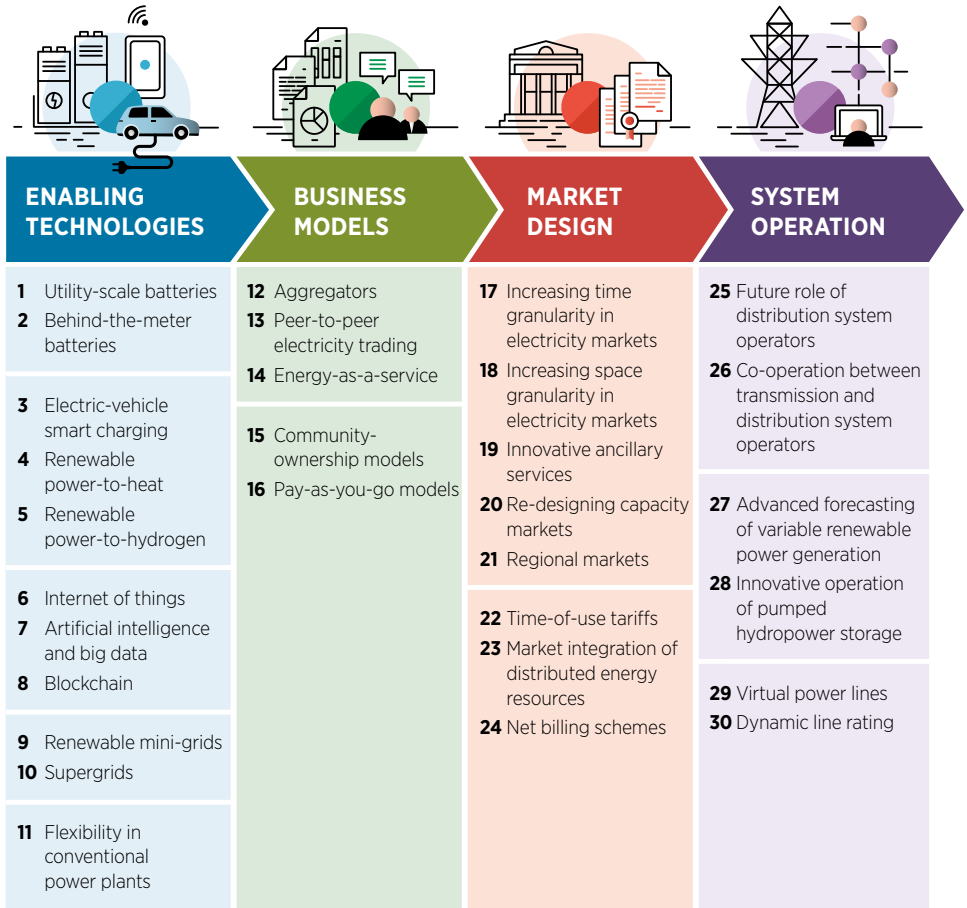 ENABLING
TECHNOLOGIES
BUSINESS
MODELS
MARKET
DESIGN
SYSTEM
OPERATION
1 Utility-scale batteries
2 Behind-the-meter
batteries
3 Electric-vehicle
smart charging
4 Renewable
power-to-heat
5 Renewable
power-to-hydrogen
6 Internet of things
7 Artificial intelligence
and big data
8 Blockchain
9 Renewable mini-grids
10 Supergrids
11 Flexibility in
conventional
power plants
12 Aggregators
13 Peer-to-peer
electricity trading
14 Energy-as-a-service
15 Community-
ownership models
16 Pay-as-you-go models
17 Increasing time
granularity in
electricity markets
18 Increasing space
granularity in
electricity markets
19 Innovative ancillary
services
20 Re-designing capacity
markets
21 Regional markets
22 Time-of-use tariffs
23 Market integration of
distributed energy
resources
24 Net billing schemes
25 Future role of
distribution system
operators
26 Co-operation between
transmission and
distribution system
operators
27 Advanced forecasting
of variable renewable
power generation
28 Innovative operation
of pumped
hydropower storage
29 Virtual power lines
30 Dynamic line rating